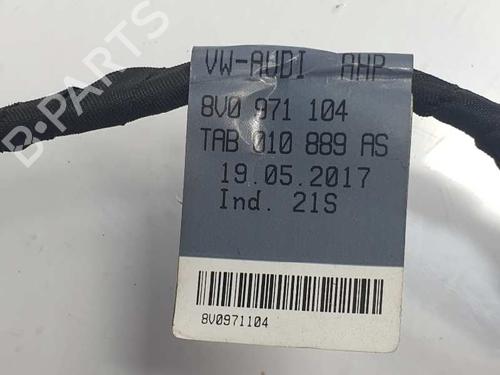 VW-AUDI AHP
8V0 971 104
TAB 010 889 AS
19.05.2017
Ind. 21S
8V0971104
B-PARTS